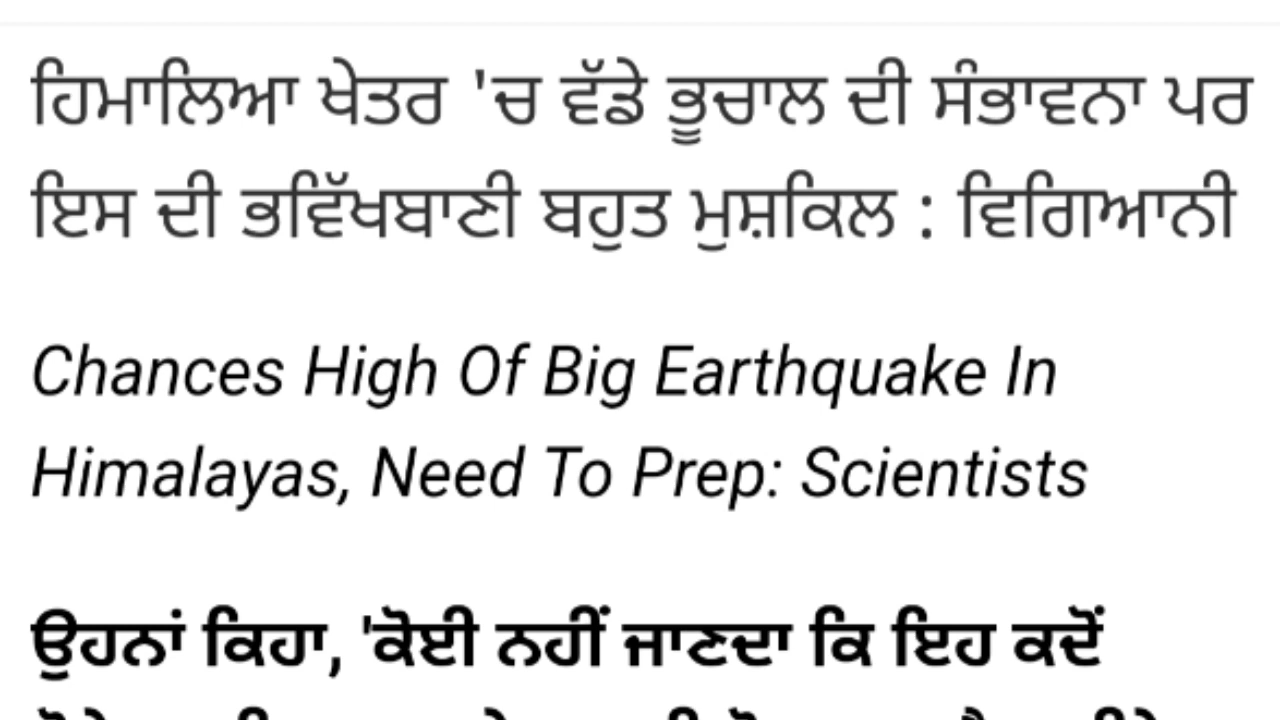 ਹਿਮਾਲਿਆ ਖੇਤਰ 'ਚ ਵੱਡੇ ਭੂਚਾਲ ਦੀ ਸੰਭਾਵਨਾ ਪਰ
ਇਸ ਦੀ ਭਵਿੱਖਬਾਣੀ ਬਹੁਤ ਮੁਸ਼ਕਿਲ : ਵਿਗਿਆਨੀ
Chances High Of Big Earthquake In
Himalayas, Need To Prep: Scientists
ਉਹਨਾਂ ਕਿਹਾ, 'ਕੋਈ ਨਹੀਂ ਜਾਣਦਾ ਕਿ ਇਹ ਕਦੋਂ